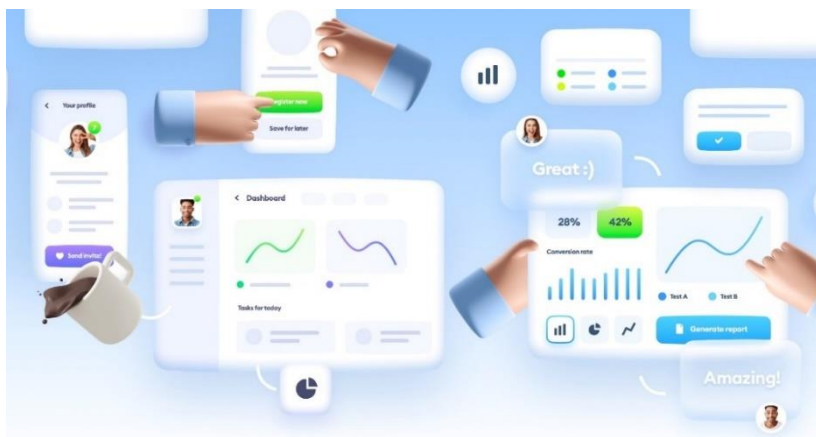 Your profile
Send invite!
Register now
Save for later
Dashboard
Tasks for today
Great :)
28%
42%
Conversion rate
Test A
Test B
Generate report
Amazing!